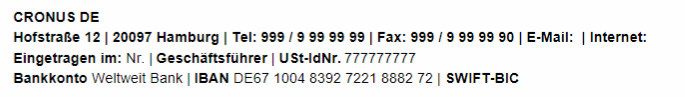 CRONUS DE
Hofstraße 12 | 20097 Hamburg | Tel: 999 / 9 99 99 99 | Fax: 999 / 9 99 99 90 | E-Mail: | Internet:
Eingetragen im: Nr. | Geschäftsführer | USt-IdNr. 777777777
Bankkonto Weltweit Bank | IBAN DE67 1004 8392 7221 8882 72 | SWIFT-BIC